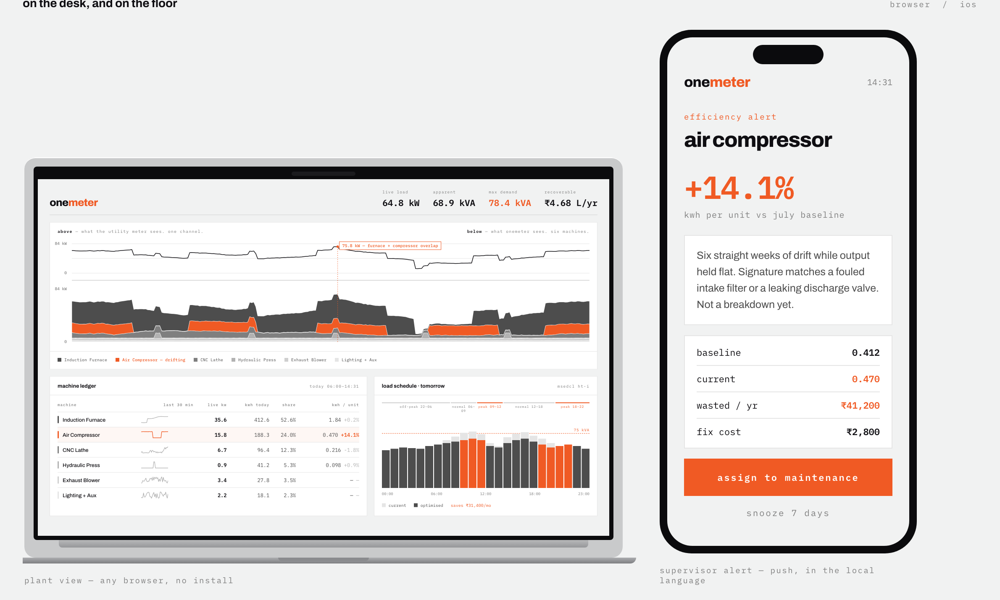 on the desk, and on the floor
browser / ios
onemeter
live load
apparent
max demand
recoverable
64.8 kW
68.9 kVA
78.4 kVA
₹4.68 L/yr
above — what the utility meter sees. one channel.
below — what onemeter sees. six machines.
84 kW
75.8 kW — furnace + compressor overlap
0
84 kW
0
Induction Furnace
Air Compressor — drifting
CNC Lathe
Hydraulic Press
Exhaust Blower
Lighting + Aux
machine ledger
today 06:00–14:31
machine last 30 min live kw kwh today share kwh / unit
Induction Furnace 35.6 412.6 52.6% 1.84 +0.2%
Air Compressor 15.8 188.3 24.0% 0.470 +14.1%
CNC Lathe 6.7 96.4 12.3% 0.216 -1.8%
Hydraulic Press 0.9 41.2 5.3% 0.098 +0.9%
Exhaust Blower 3.4 27.8 3.5% — —
Lighting + Aux 2.2 18.1 2.3% — —
load schedule · tomorrow
msedcl ht-i
off-peak 22–06
normal 06–
09
peak 09–12
normal 12–18
peak 18–22
75 kVA
00:00 06:00 12:00 18:00 23:00
current
optimised
saves ₹31,400/mo
plant view — any browser, no install
onemeter
14:31
efficiency alert
air compressor
+14.1%
kwh per unit vs july baseline
Six straight weeks of drift while output
held flat. Signature matches a fouled
intake filter or a leaking discharge valve.
Not a breakdown yet.
baseline 0.412
current 0.470
wasted / yr ₹41,200
fix cost ₹2,800
assign to maintenance
snooze 7 days
supervisor alert — push, in the local
language